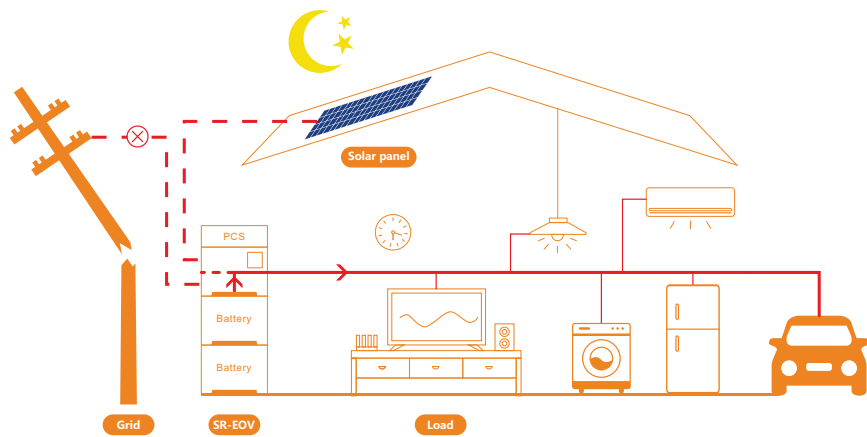 Solar panel
PCS
Battery
Battery
Grid
SR-EOV
Load